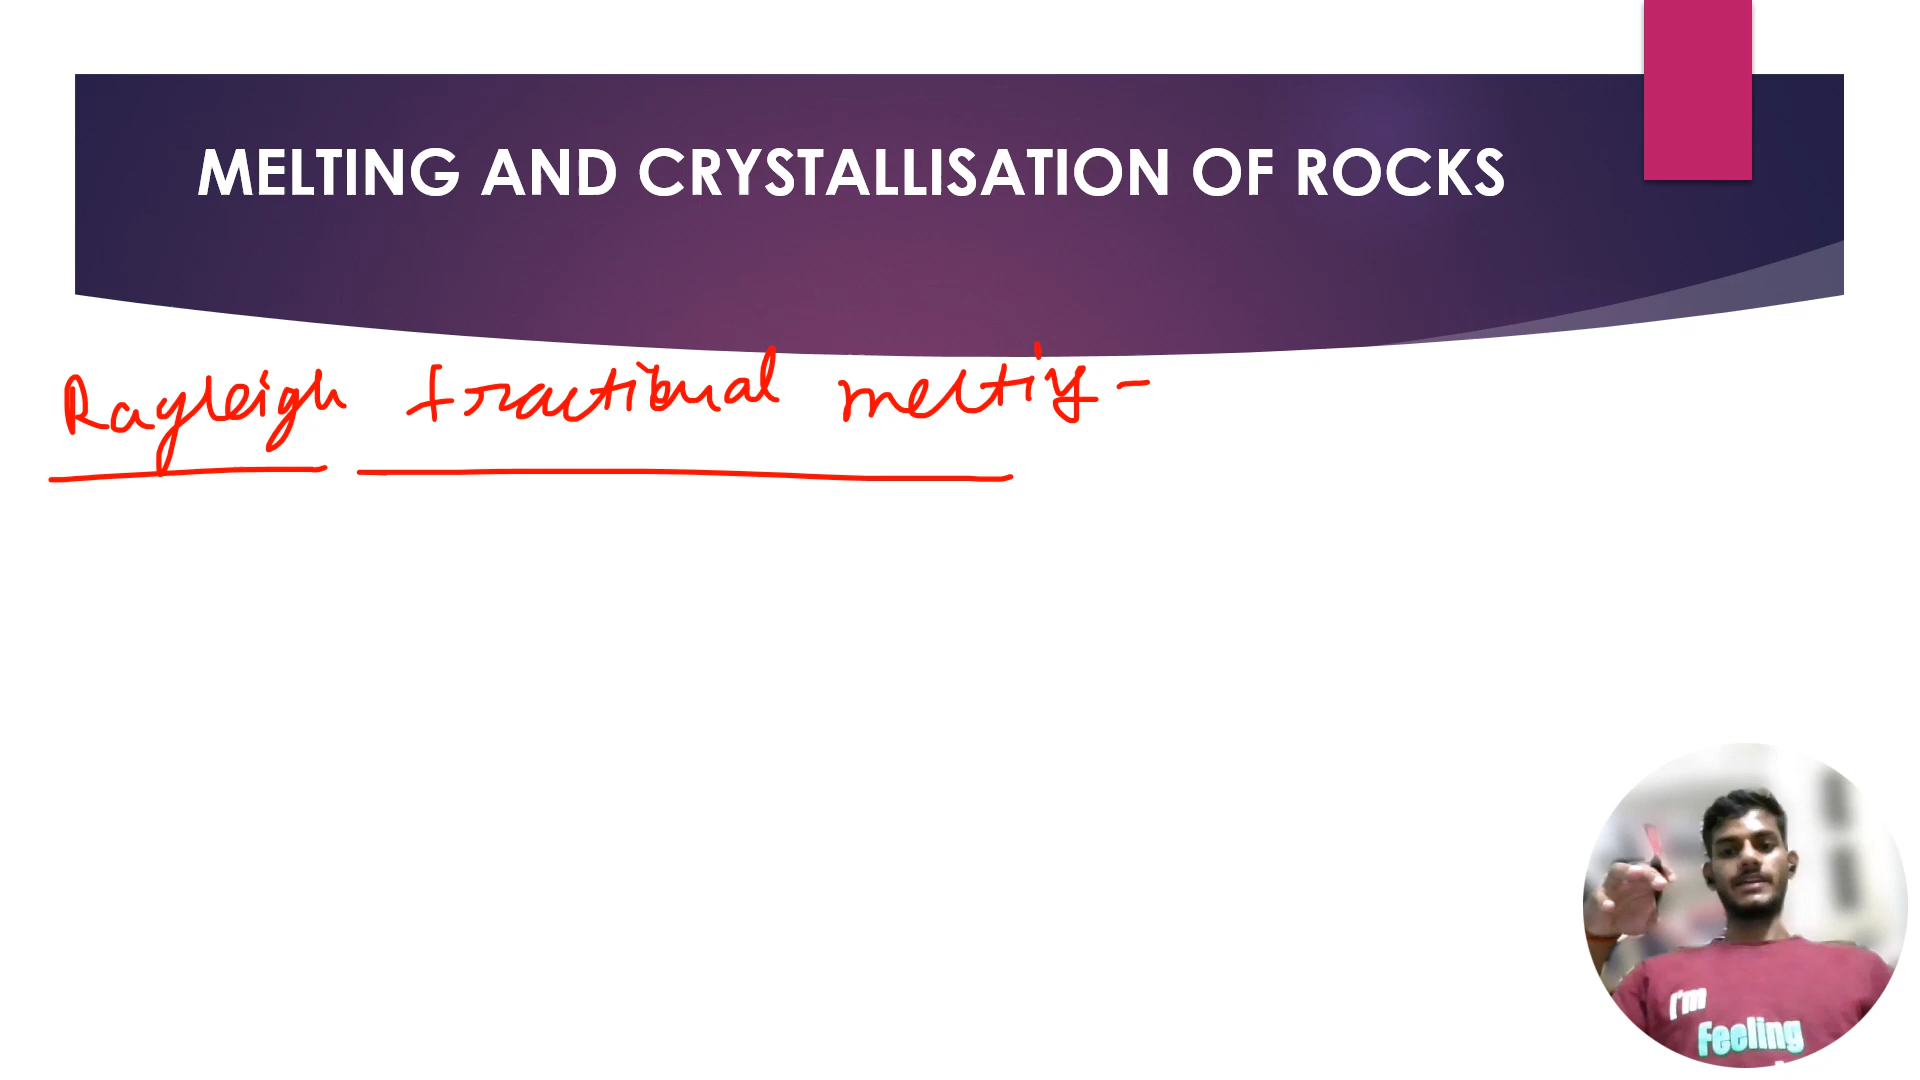 MELTING AND CRYSTALLISATION OF ROCKS
Rayleigh fractional melting -
I'm
Feeling